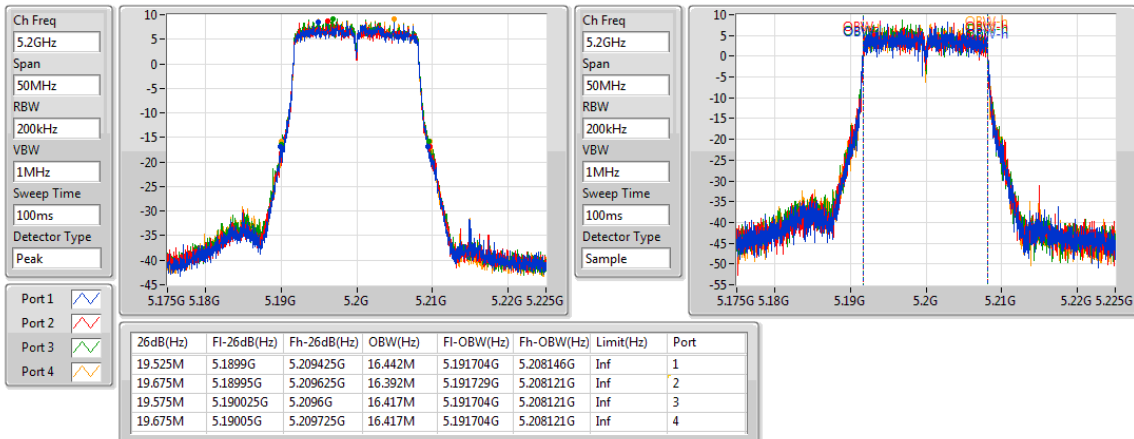 Ch Freq
5.2GHz
Span
50MHz
RBW
200kHz
VBW
1MHz
Sweep Time
100ms
Detector Type
Peak
Port 1
Port 2
Port 3
Port 4
10
5
0
-5
-10
-15
-20
-25
-30
-35
-40
-45
5.175G 5.18G 5.19G 5.2G 5.21G 5.22G 5.225G
Ch Freq
5.2GHz
Span
50MHz
RBW
200kHz
VBW
1MHz
Sweep Time
100ms
Detector Type
Sample
10
5
0
-5
-10
-15
-20
-25
-30
-35
-40
-45
-50
-55
5.175G 5.18G 5.19G 5.2G 5.21G 5.22G 5.225G
26dB(Hz) Fl-26dB(Hz) Fh-26dB(Hz) OBW(Hz) Fl-OBW(Hz) Fh-OBW(Hz) Limit(Hz) Port
19.525M 5.1899G 5.209425G 16.442M 5.191704G 5.208146G Inf 1
19.675M 5.18995G 5.209625G 16.392M 5.191729G 5.208121G Inf 2
19.575M 5.190025G 5.2096G 16.417M 5.191704G 5.208121G Inf 3
19.675M 5.19005G 5.209725G 16.417M 5.191704G 5.208121G Inf 4